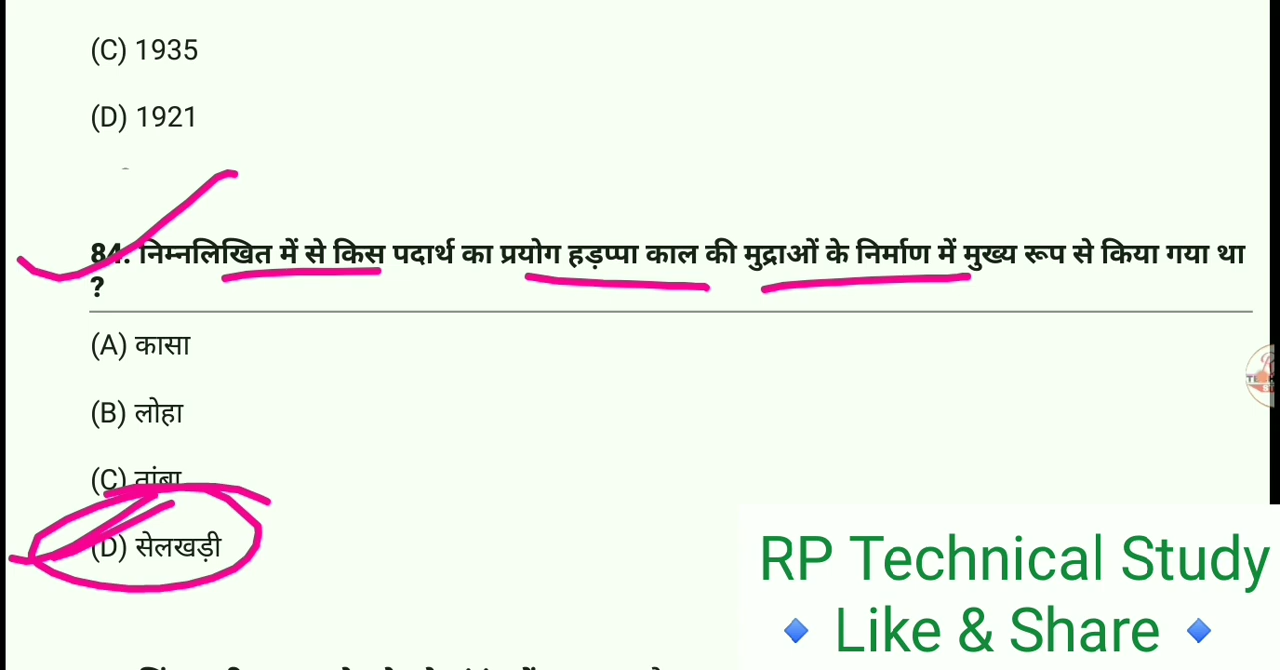 (C) 1935
(D) 1921
84. निम्नलिखित में से किस पदार्थ का प्रयोग हड़प्पा काल की मुद्राओं के निर्माण में मुख्य रूप से किया गया था
?
(A) कासा
(B) लोहा
(C) तांबा
(D) सेलखड़ी
RP Technical Study
🔹 Like & Share 🔹